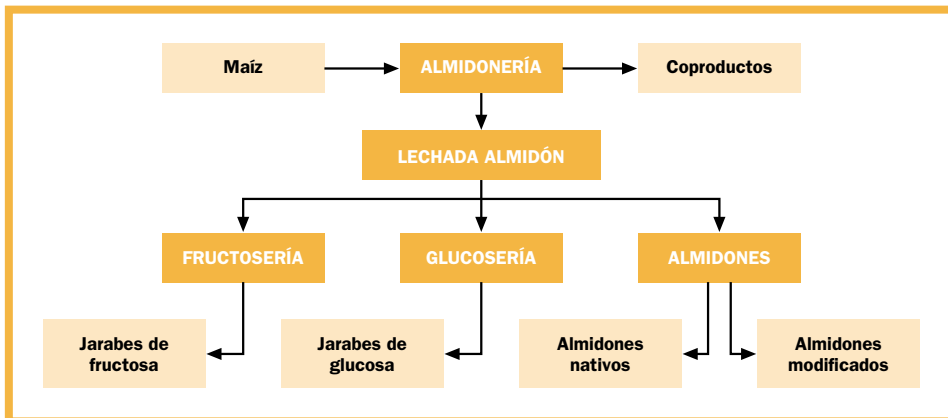 Maíz
ALMIDONERÍA
Coproductos
LECHADA ALMIDÓN
FRUCTOSERÍA
GLUCOSERÍA
ALMIDONES
Jarabes de
fructosa
Jarabes de
glucosa
Almidones
nativos
Almidones
modificados